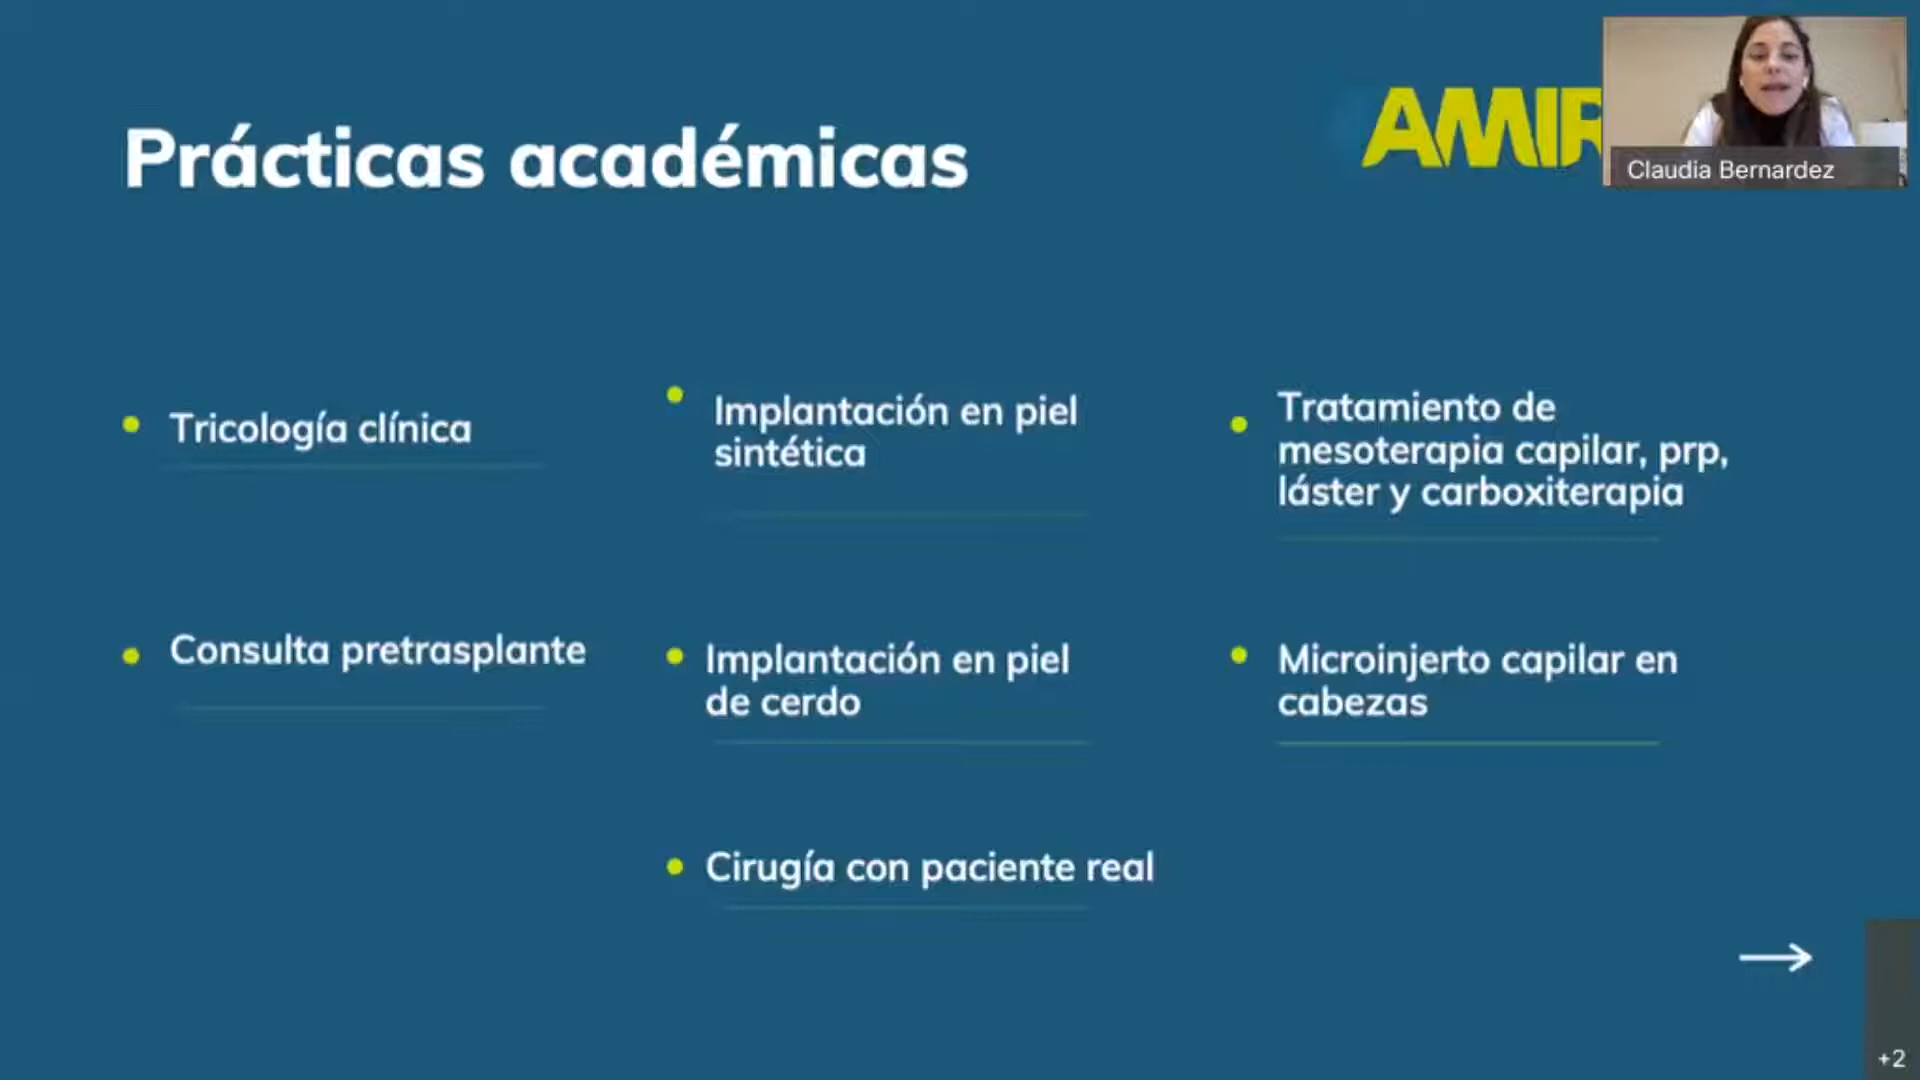 Prácticas académicas
AMIR
Claudia Bernardez
Tricología clínica
Implantación en piel
sintética
Tratamiento de
mesoterapia capilar, prp,
láster y carboxiterapia
Consulta pretrasplante
Implantación en piel
de cerdo
Microinjerto capilar en
cabezas
Cirugía con paciente real
+2